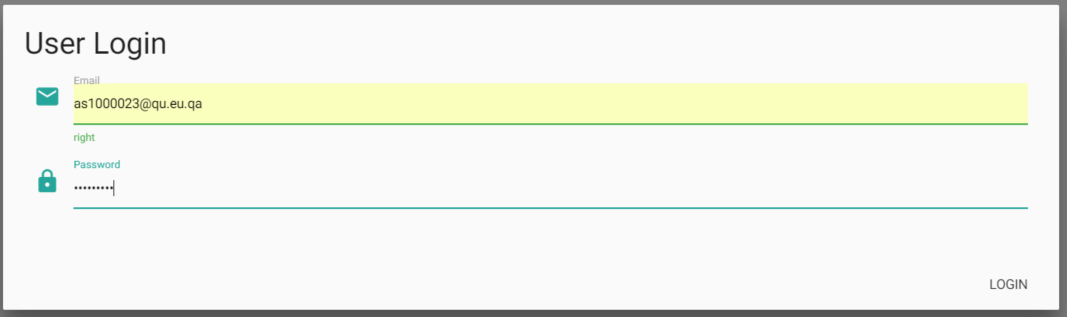 User Login
Email
as1000023@qu.eu.qa
right
Password
•••••••••
LOGIN